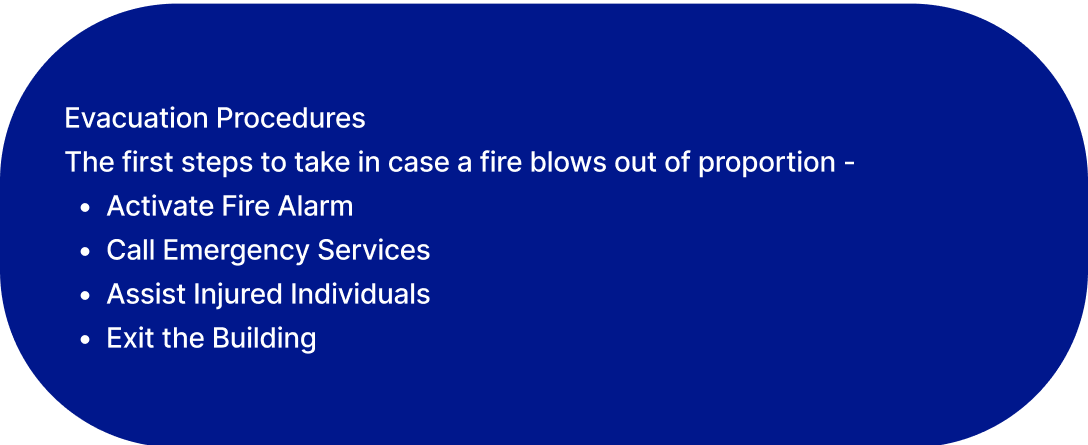 Evacuation Procedures
The first steps to take in case a fire blows out of proportion -
• Activate Fire Alarm
• Call Emergency Services
• Assist Injured Individuals
• Exit the Building